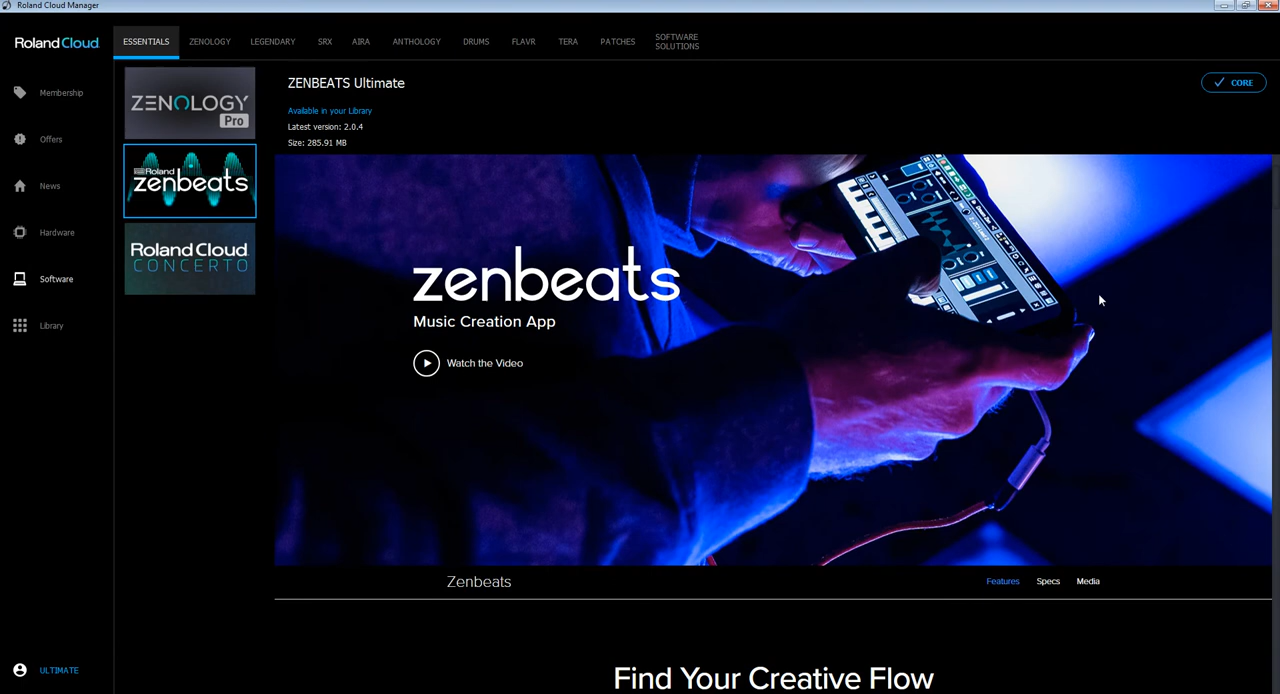 Roland Cloud Manager
Roland Cloud
ESSENTIALS
ZENOLOGY
LEGENDARY
SRX
AIRA
ANTHOLOGY
DRUMS
FLAVR
TERA
PATCHES
SOFTWARE
SOLUTIONS
Membership
Offers
News
Hardware
Software
Library
ULTIMATE
ZENOLOGY
Pro
Roland
zenbeats
Roland Cloud
CONCERTO
ZENBEATS Ultimate
CORE
Available in your Library
Latest version: 2.0.4
Size: 285.91 MB
zenbeats
Music Creation App
Watch the Video
Zenbeats
Features
Specs
Media
Find Your Creative Flow